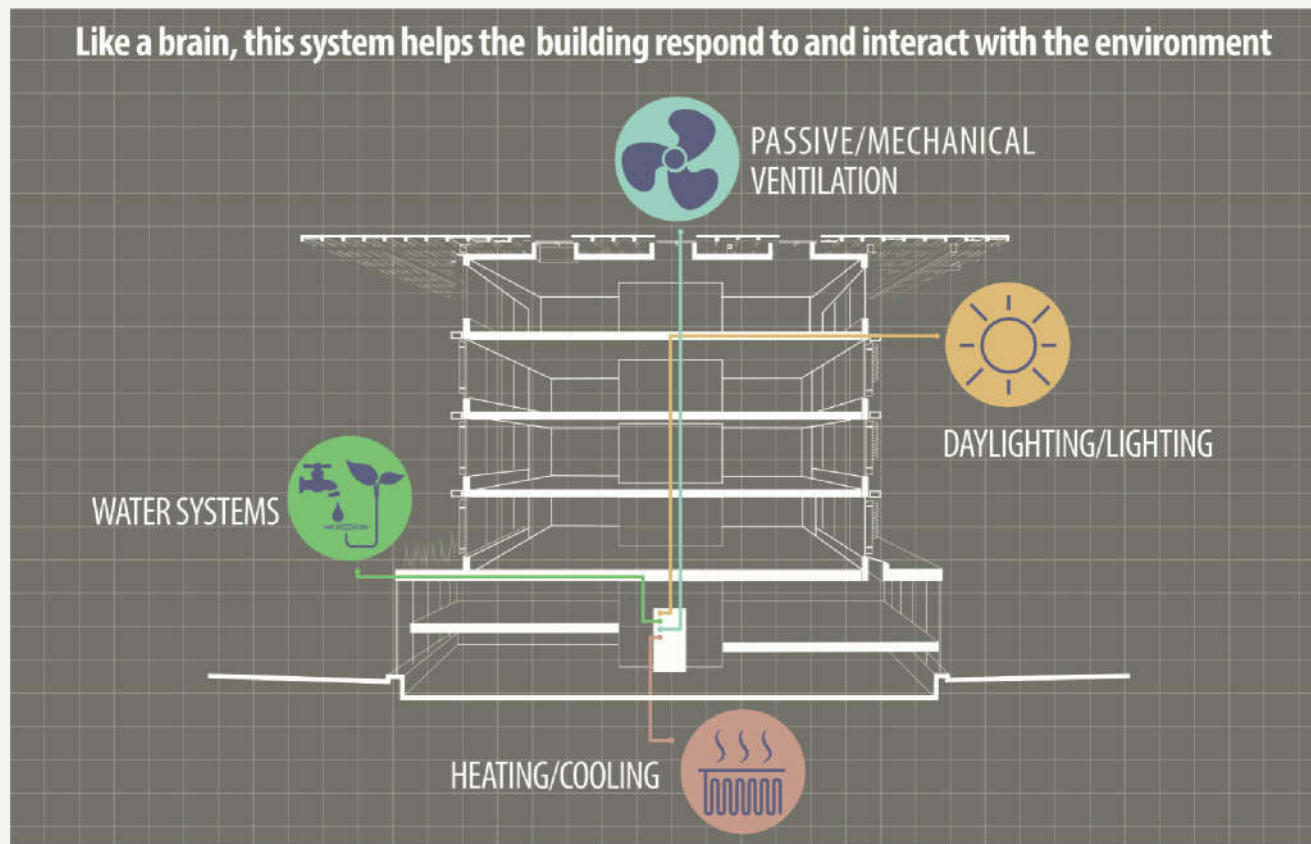 Like a brain, this system helps the building respond to and interact with the environment
PASSIVE/MECHANICAL
VENTILATION
DAYLIGHTING/LIGHTING
WATER SYSTEMS
HEATING/COOLING